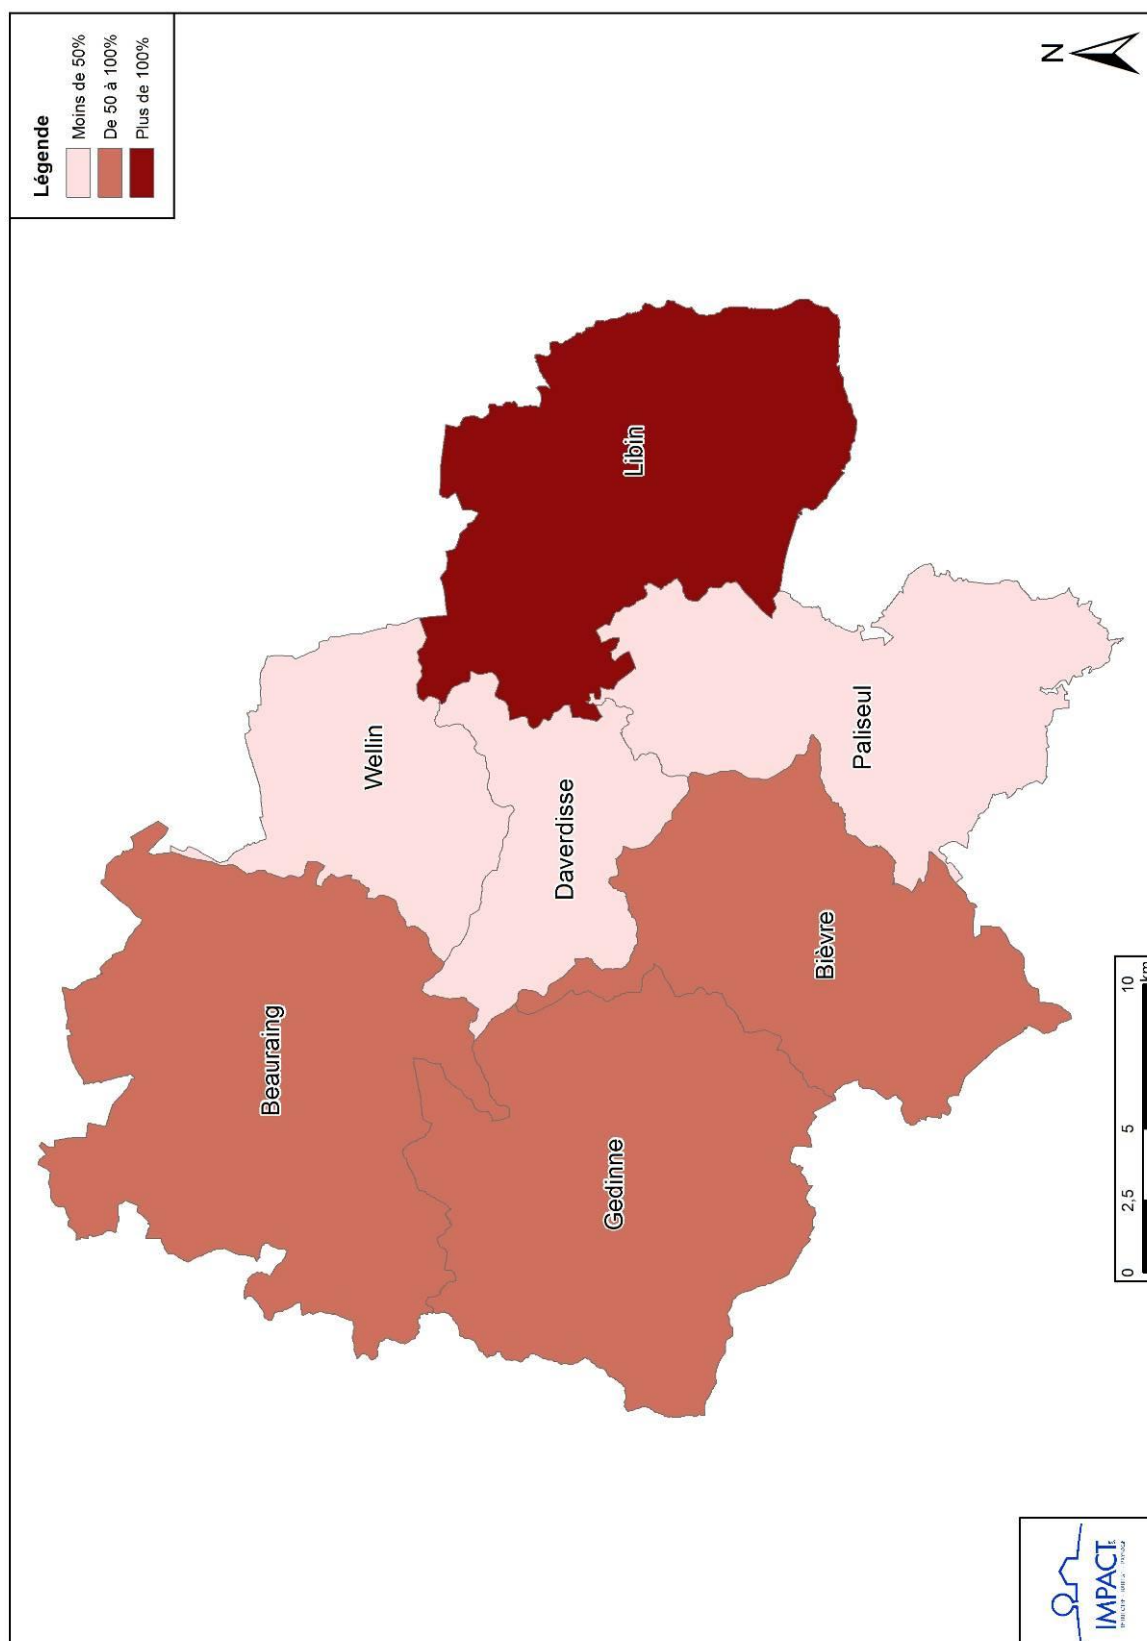 Légende
Moins de 50%
De 50 à 100%
Plus de 100%
N
Beauraing
Wellin
Daverdisse
Libin
Gedinne
Bièvre
Paliseul
0 2,5 5 10
km
IMPACT